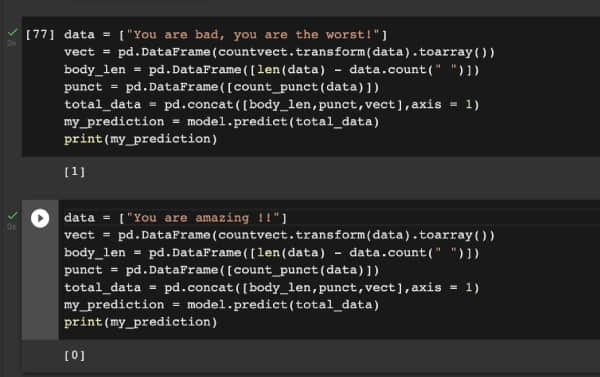 [77] data = ["You are bad, you are the worst!"]
vect = pd.DataFrame(countvect.transform(data).toarray())
body_len = pd.DataFrame([len(data) - data.count(" ")])
punct = pd.DataFrame([count_punct(data)])
total_data = pd.concat([body_len,punct,vect],axis = 1)
my_prediction = model.predict(total_data)
print(my_prediction)
[1]
data = ["You are amazing !!"]
vect = pd.DataFrame(countvect.transform(data).toarray())
body_len = pd.DataFrame([len(data) - data.count(" ")])
punct = pd.DataFrame([count_punct(data)])
total_data = pd.concat([body_len,punct,vect],axis = 1)
my_prediction = model.predict(total_data)
print(my_prediction)
[0]